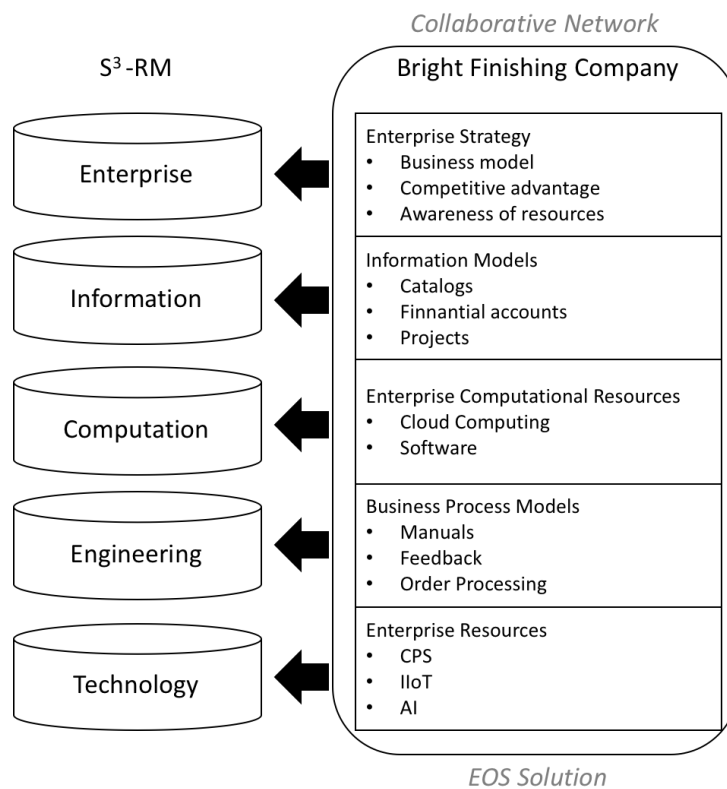 Collaborative Network
S³-RM
Bright Finishing Company
Enterprise
Enterprise Strategy
• Business model
• Competitive advantage
• Awareness of resources
Information
Information Models
• Catalogs
• Finnantial accounts
• Projects
Computation
Enterprise Computational Resources
• Cloud Computing
• Software
Engineering
Business Process Models
• Manuals
• Feedback
• Order Processing
Technology
Enterprise Resources
• CPS
• IIoT
• AI
EOS Solution